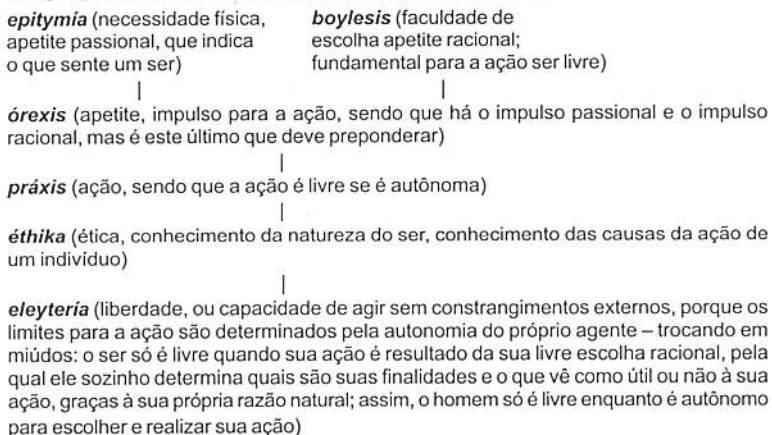 epitymía (necessidade física,
apetite passional, que indica
o que sente um ser)
boylesis (faculdade de
escolha apetite racional;
fundamental para a ação ser livre)
órexis (apetite, impulso para a ação, sendo que há o impulso passional e o impulso
racional, mas é este último que deve preponderar)
práxis (ação, sendo que a ação é livre se é autônoma)
éthika (ética, conhecimento da natureza do ser, conhecimento das causas da ação de
um indivíduo)
eleytería (liberdade, ou capacidade de agir sem constrangimentos externos, porque os
limites para a ação são determinados pela autonomia do próprio agente – trocando em
miúdos: o ser só é livre quando sua ação é resultado da sua livre escolha racional, pela
qual ele sozinho determina quais são suas finalidades e o que vê como útil ou não à sua
ação, graças à sua própria razão natural; assim, o homem só é livre enquanto é autônomo
para escolher e realizar sua ação)